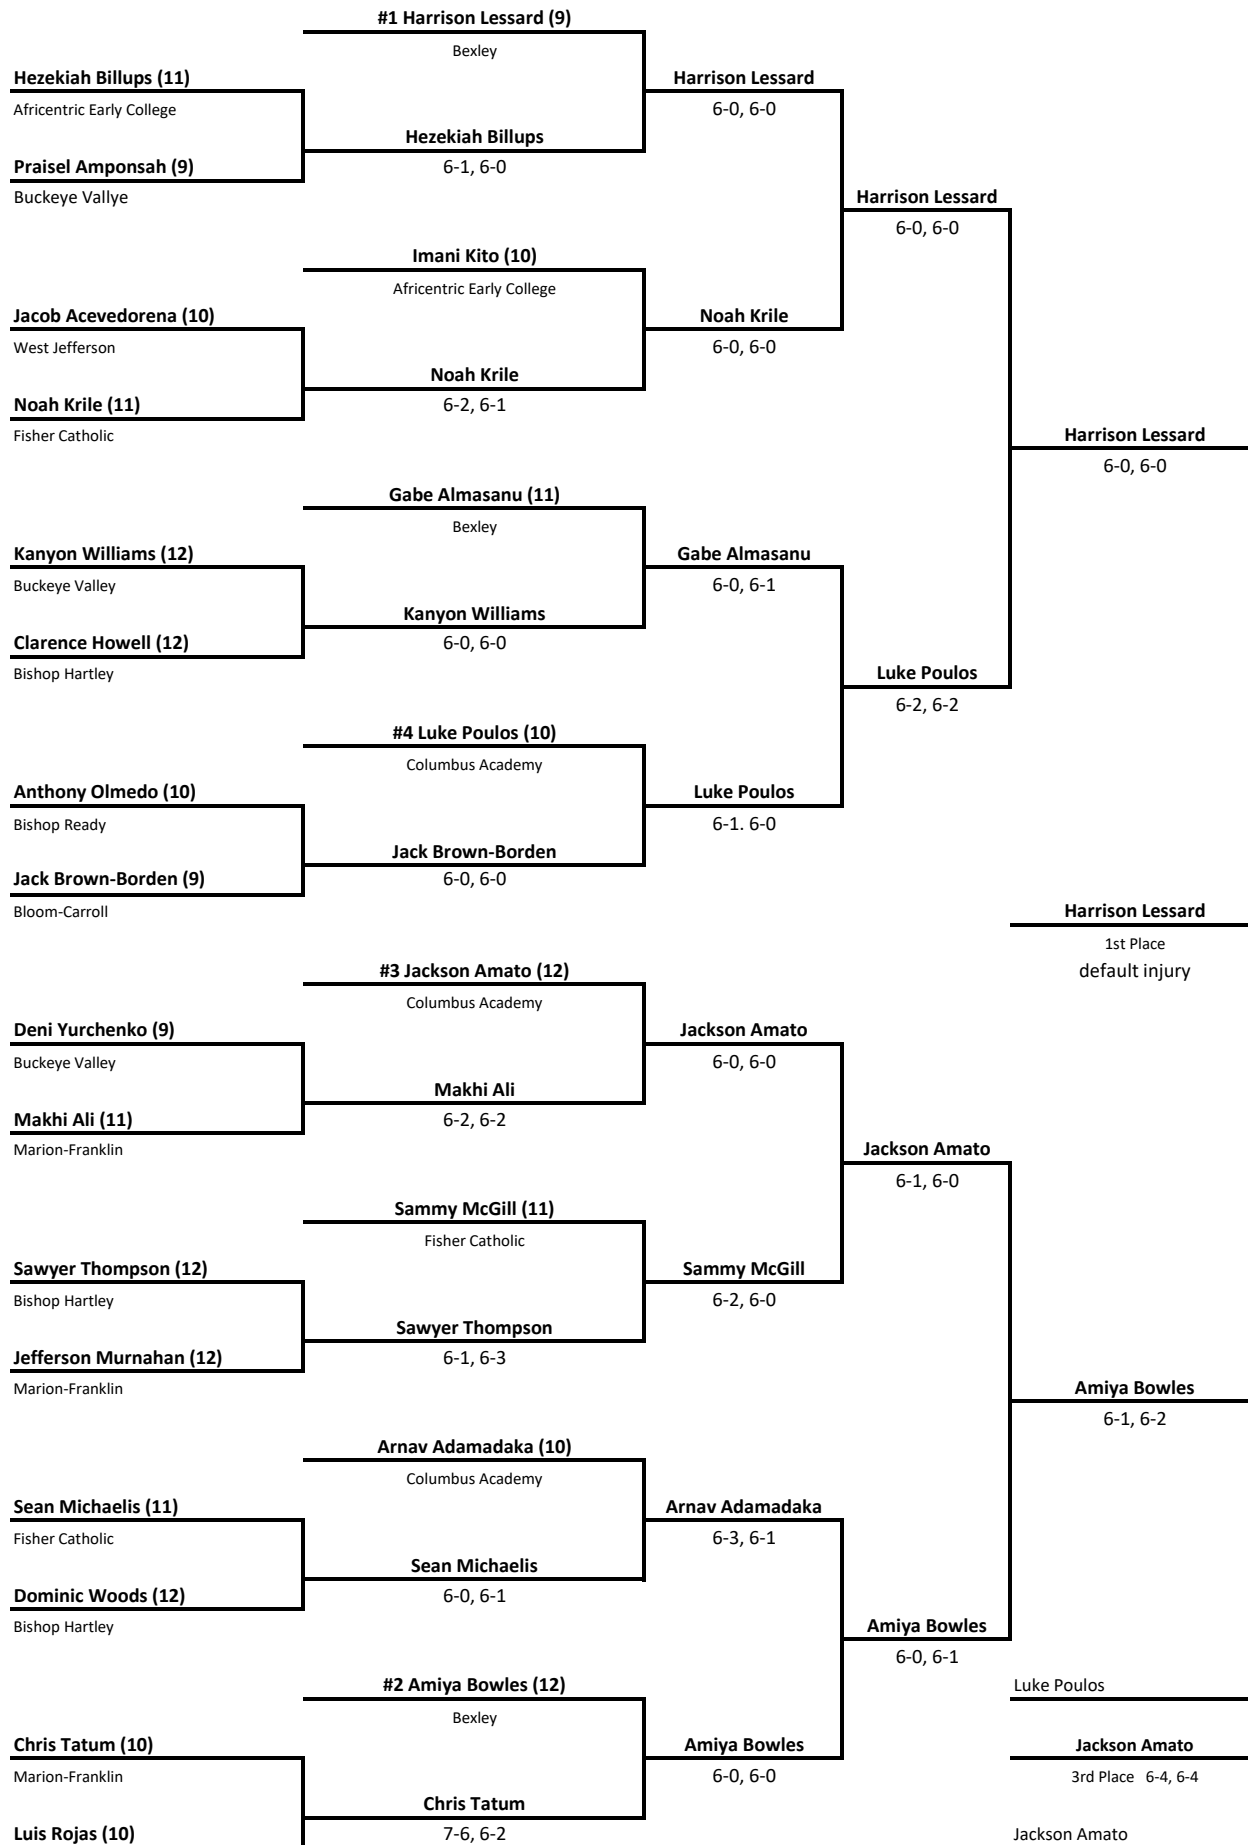 #1 Harrison Lessard (9)
Bexley
Hezekiah Billups (11)
Harrison Lessard
Africentric Early College
6-0, 6-0
Hezekiah Billups
Praisel Amponsah (9)
6-1, 6-0
Buckeye Vallye
Harrison Lessard
6-0, 6-0
Imani Kito (10)
Africentric Early College
Jacob Acevedorena (10)
Noah Krile
West Jefferson
6-0, 6-0
Noah Krile
Noah Krile (11)
6-2, 6-1
Fisher Catholic
Harrison Lessard
6-0, 6-0
Gabe Almasanu (11)
Bexley
Kanyon Williams (12)
Gabe Almasanu
Buckeye Valley
6-0, 6-1
Kanyon Williams
Clarence Howell (12)
6-0, 6-0
Bishop Hartley
Luke Poulos
6-2, 6-2
#4 Luke Poulos (10)
Columbus Academy
Anthony Olmedo (10)
Luke Poulos
Bishop Ready
6-1. 6-0
Jack Brown-Borden
Jack Brown-Borden (9)
6-0, 6-0
Bloom-Carroll
Harrison Lessard
1st Place
default injury
#3 Jackson Amato (12)
Columbus Academy
Deni Yurchenko (9)
Jackson Amato
Buckeye Valley
6-0, 6-0
Makhi Ali
Makhi Ali (11)
6-2, 6-2
Marion-Franklin
Jackson Amato
6-1, 6-0
Sammy McGill (11)
Fisher Catholic
Sawyer Thompson (12)
Sammy McGill
Bishop Hartley
6-2, 6-0
Sawyer Thompson
Jefferson Murnahan (12)
6-1, 6-3
Marion-Franklin
Amiya Bowles
6-1, 6-2
Arnav Adamadaka (10)
Columbus Academy
Sean Michaelis (11)
Arnav Adamadaka
Fisher Catholic
6-3, 6-1
Sean Michaelis
Dominic Woods (12)
6-0, 6-1
Bishop Hartley
Amiya Bowles
6-0, 6-1
#2 Amiya Bowles (12)
Luke Poulos
Bexley
Chris Tatum (10)
Amiya Bowles
Jackson Amato
Marion-Franklin
6-0, 6-0
3rd Place 6-4, 6-4
Chris Tatum
Luis Rojas (10)
7-6, 6-2
Jackson Amato